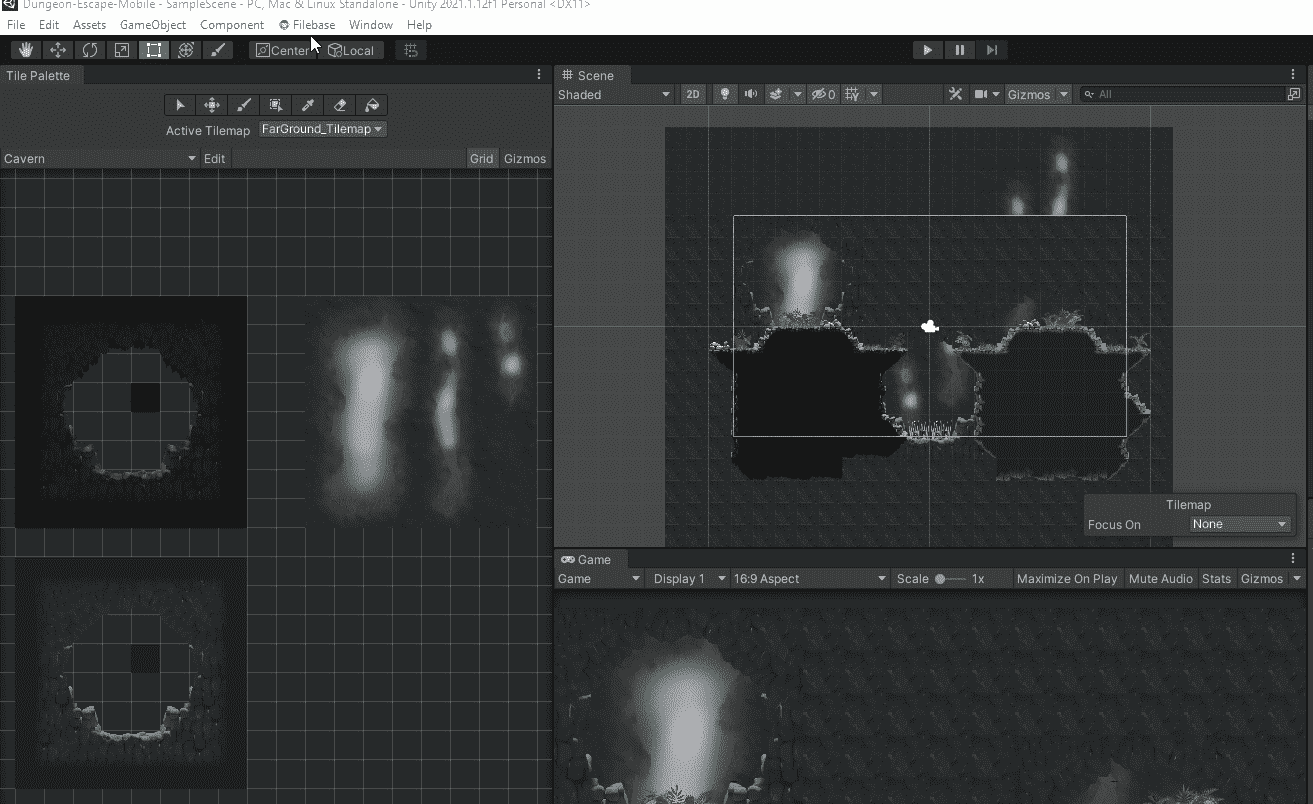 Dungeon-Escape-Mobile - SampleScene - PC, Mac & Linux Standalone - Unity 2021.1.12f1 Personal <DX11>
File Edit Assets GameObject Component Filebase Window Help
Center Local
Tile Palette
Active Tilemap FarGround_Tilemap
Cavern Edit Grid Gizmos
Scene
Shaded 2D 0 Gizmos All
Tilemap
Focus On None
Game
Game Display 1 16:9 Aspect Scale 1x Maximize On Play Mute Audio Stats Gizmos